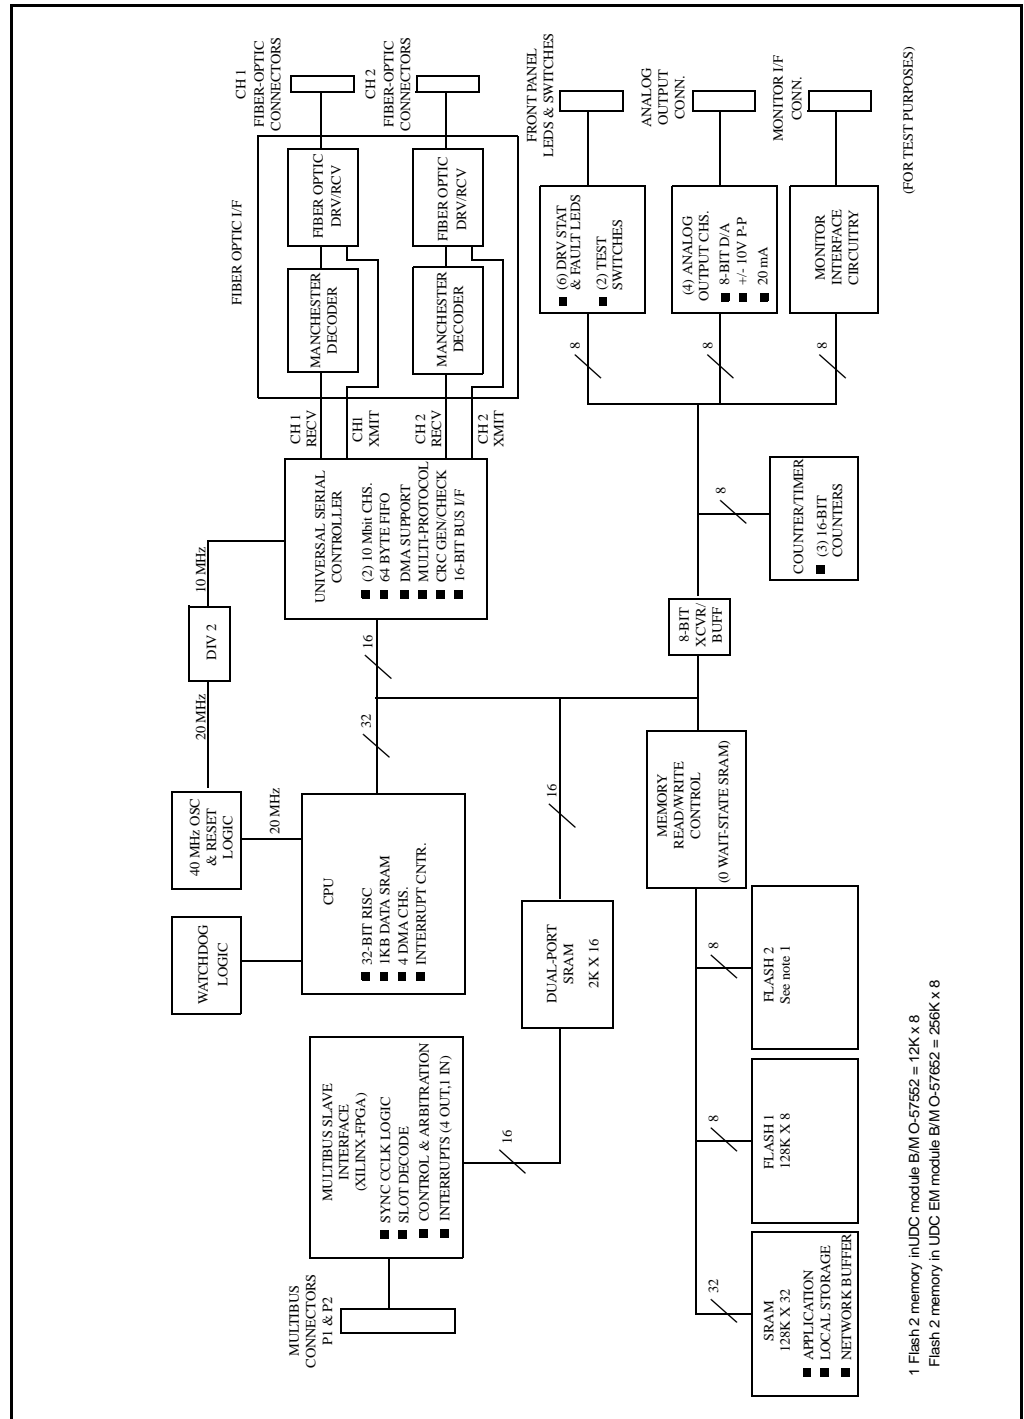 MULTIBUS
CONNECTORS
P1 & P2
MULTIBUS SLAVE
INTERFACE
(XILINX-FPGA)
■ SYNC CCLK LOGIC
■ SLOT DECODE
■ CONTROL & ARBITRATION
■ INTERRUPTS (4 OUT,1 IN)
16
WATCHDOG
LOGIC
40 MHz OSC
& RESET
LOGIC
20 MHz
20 MHz
DIV 2
10 MHz
CPU
■ 32-BIT RISC
■ 1KB DATA SRAM
■ 4 DMA CHS.
■ INTERRUPT CNTR.
32
16
UNIVERSAL SERIAL
CONTROLLER
■ (2) 10 Mbit CHS.
■ 64 BYTE FIFO
■ DMA SUPPORT
■ MULTI-PROTOCOL
■ CRC GEN/CHECK
■ 16-BIT BUS I/F
CH 1
RECV
CH1
XMIT
CH 2
RECV
CH 2
XMIT
FIBER OPTIC I/F
MANCHESTER
DECODER
FIBER OPTIC
DRV/RCV
MANCHESTER
DECODER
FIBER OPTIC
DRV/RCV
CH 1
FIBER-OPTIC
CONNECTORS
CH 2
FIBER-OPTIC
CONNECTORS
DUAL-PORT
SRAM
2K X 16
16
MEMORY
READ/WRITE
CONTROL
(0 WAIT-STATE SRAM)
8-BIT
XCVR/
BUFF
8
COUNTER/TIMER
■ (3) 16-BIT
COUNTERS
8
8
8
■ (6) DRV STAT
& FAULT LEDS
■ (2) TEST
SWITCHES
FRONT PANEL
LEDS & SWITCHES
(4) ANALOG
OUTPUT CHS.
■ 8-BIT D/A
■ +/- 10V P-P
■ 20 mA
ANALOG
OUTPUT
CONN.
MONITOR
INTERFACE
CIRCUITRY
MONITOR I/F
CONN.
(FOR TEST PURPOSES)
32
8
8
SRAM
128K X 32
■ APPLICATION
■ LOCAL STORAGE
■ NETWORK BUFFER
FLASH 1
128K X 8
FLASH 2
See note 1
1 Flash 2 memory inUDC module B/M O-57552 = 12K x 8
Flash 2 memory in UDC EM module B/M O-57652 = 256K x 8